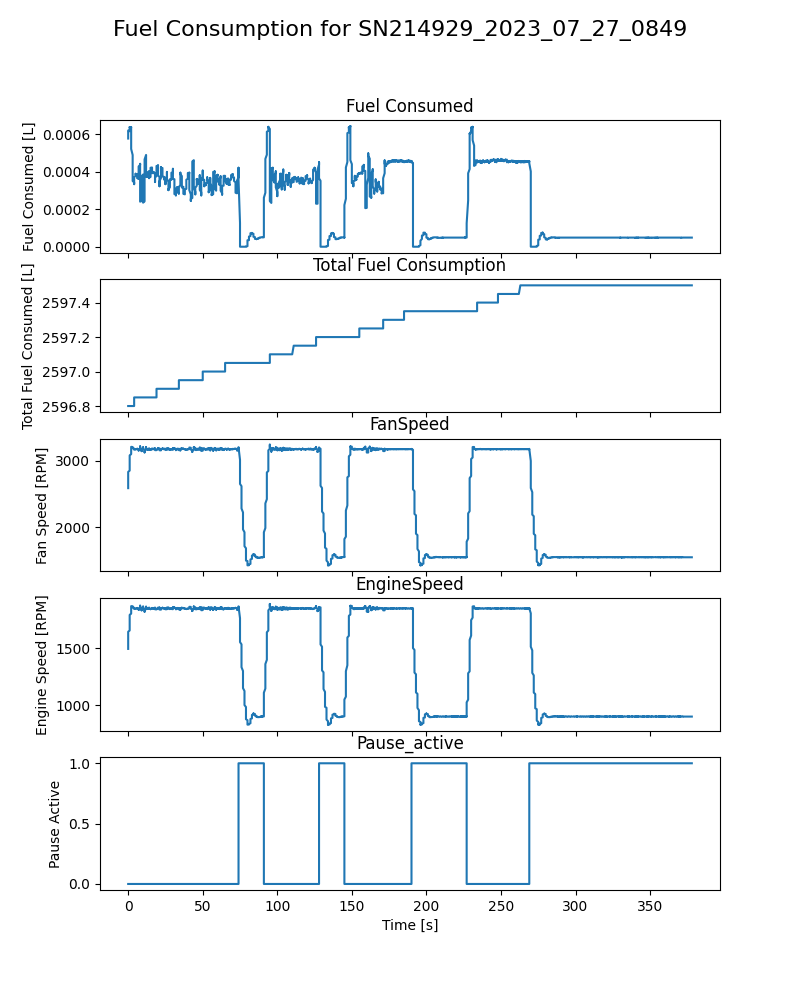 Fuel Consumption for SN214929_2023_07_27_0849
Fuel Consumed
Fuel Consumed [L]
0.0006
0.0004
0.0002
0.0000
Total Fuel Consumption
Total Fuel Consumed [L]
2597.4
2597.2
2597.0
2596.8
FanSpeed
Fan Speed [RPM]
3000
2000
EngineSpeed
Engine Speed [RPM]
1500
1000
Pause_active
Pause Active
1.0
0.5
0.0
0 50 100 150 200 250 300 350
Time [s]